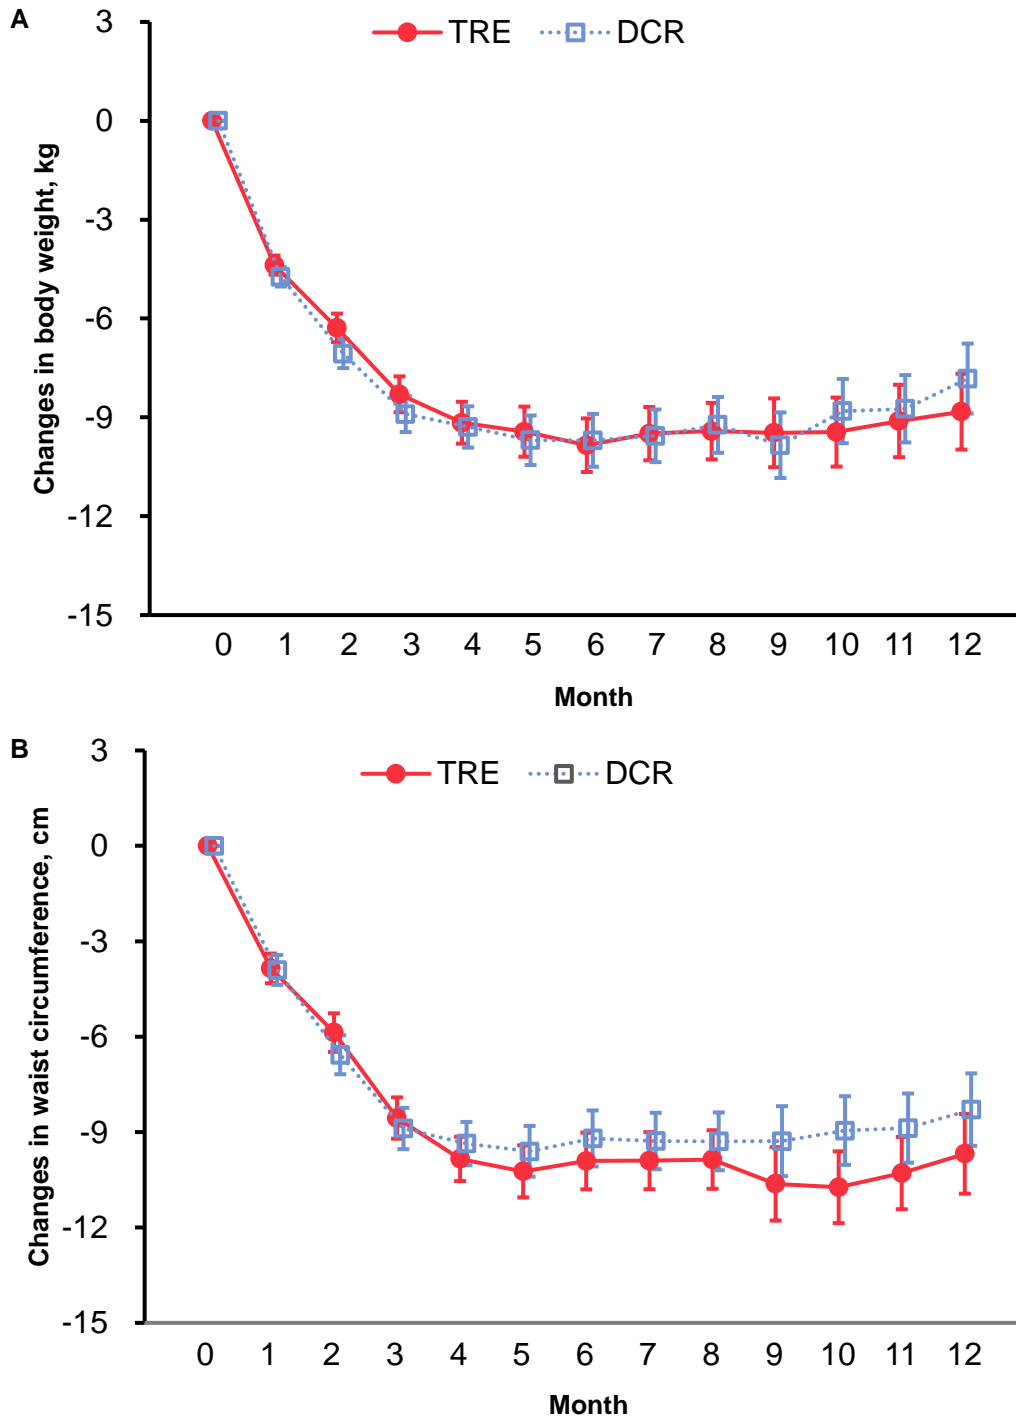 A
TRE DCR
3
0
-3
-6
-9
-12
-15
Changes in body weight, kg
0 1 2 3 4 5 6 7 8 9 10 11 12
Month
B
TRE DCR
3
0
-3
-6
-9
-12
-15
Changes in waist circumference, cm
0 1 2 3 4 5 6 7 8 9 10 11 12
Month